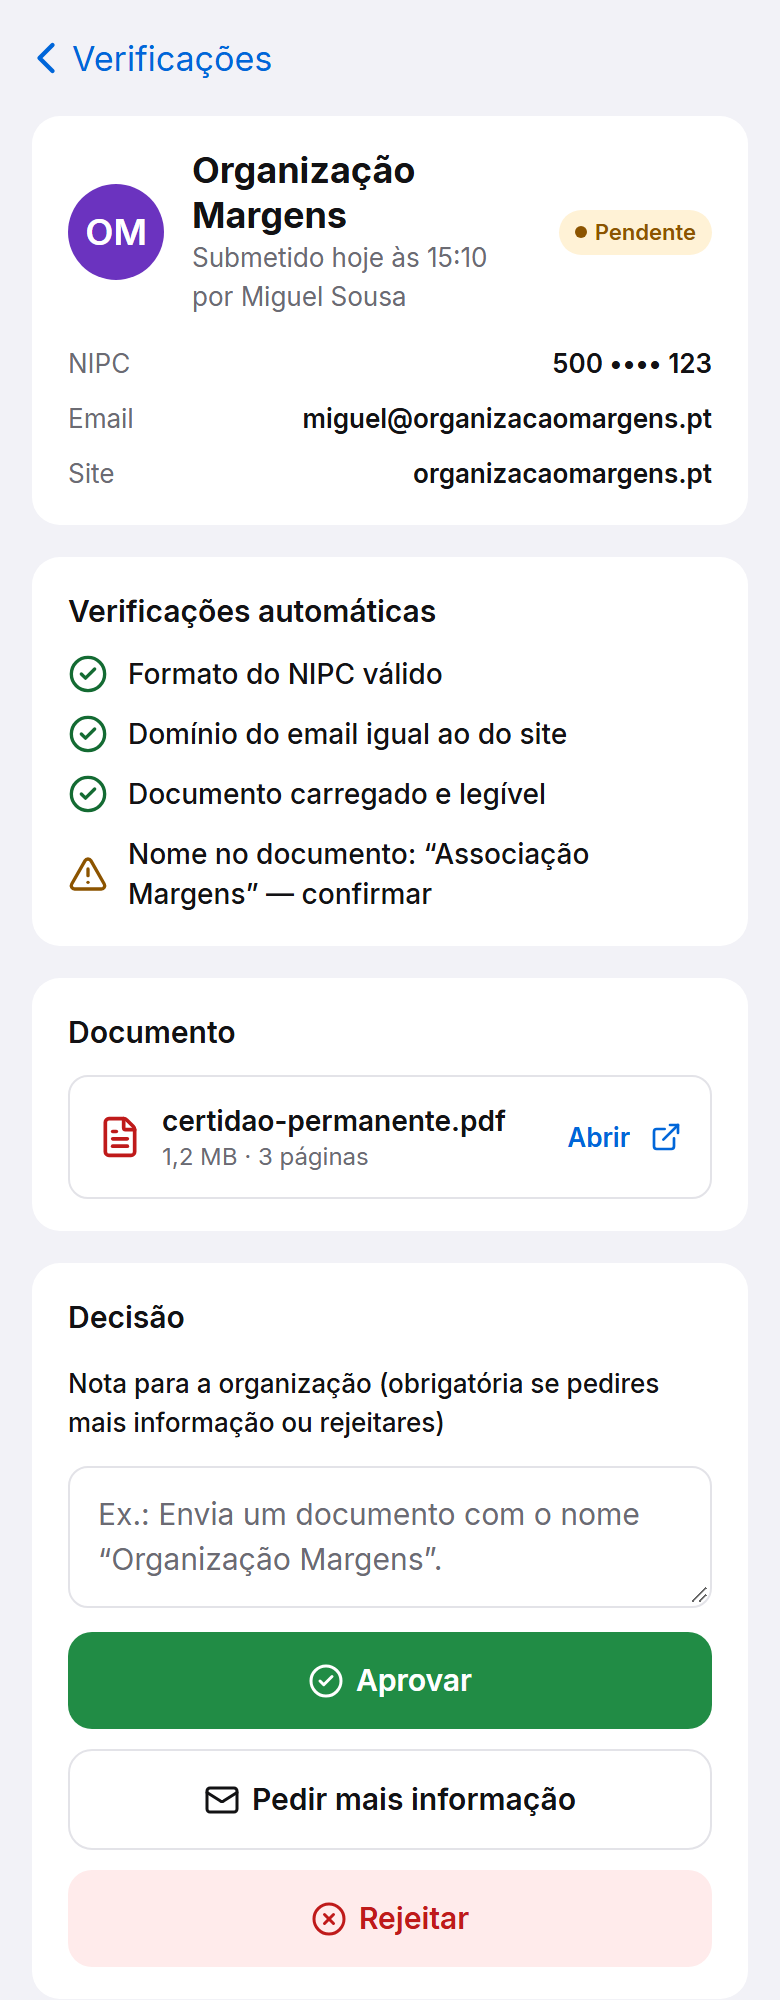 Verificações
OM
Organização
Margens
Submetido hoje às 15:10
por Miguel Sousa
Pendente
NIPC 500 •••• 123
Email miguel@organizacaomargens.pt
Site organizacaomargens.pt
Verificações automáticas
Formato do NIPC válido
Domínio do email igual ao do site
Documento carregado e legível
Nome no documento: “Associação
Margens” — confirmar
Documento
certidao-permanente.pdf
1,2 MB · 3 páginas
Abrir
Decisão
Nota para a organização (obrigatória se pedires
mais informação ou rejeitares)
Ex.: Envia um documento com o nome
“Organização Margens”.
Aprovar
Pedir mais informação
Rejeitar